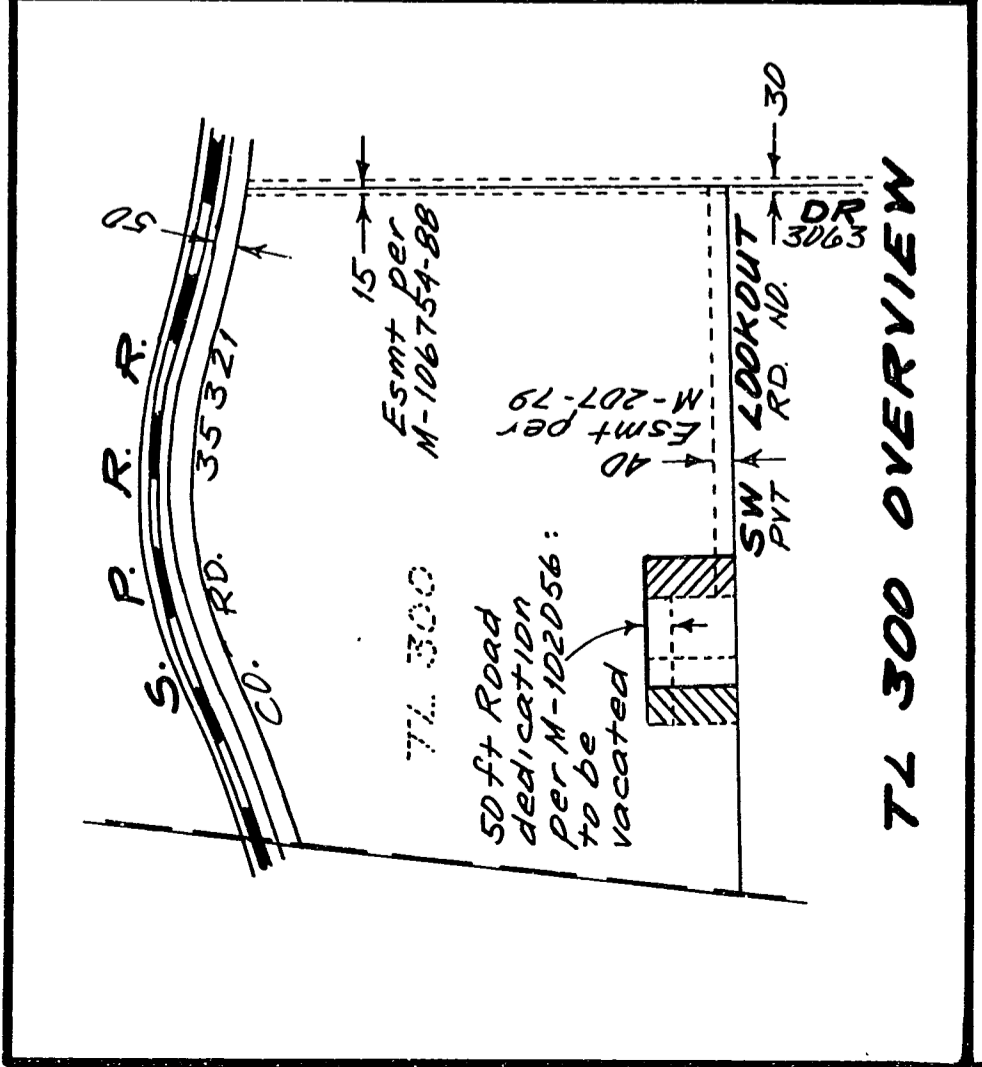 S. P. R. R.
50
CO. RD. 35321
15
Esmt per
M-106754-88
30
TL 300
Esmt per
M-207-79
40
50 ft Road
dedication
per M-102056:
to be
vacated
SW LOOKOUT DR
PVT RD. NO. 3063
TL 300 OVERVIEW